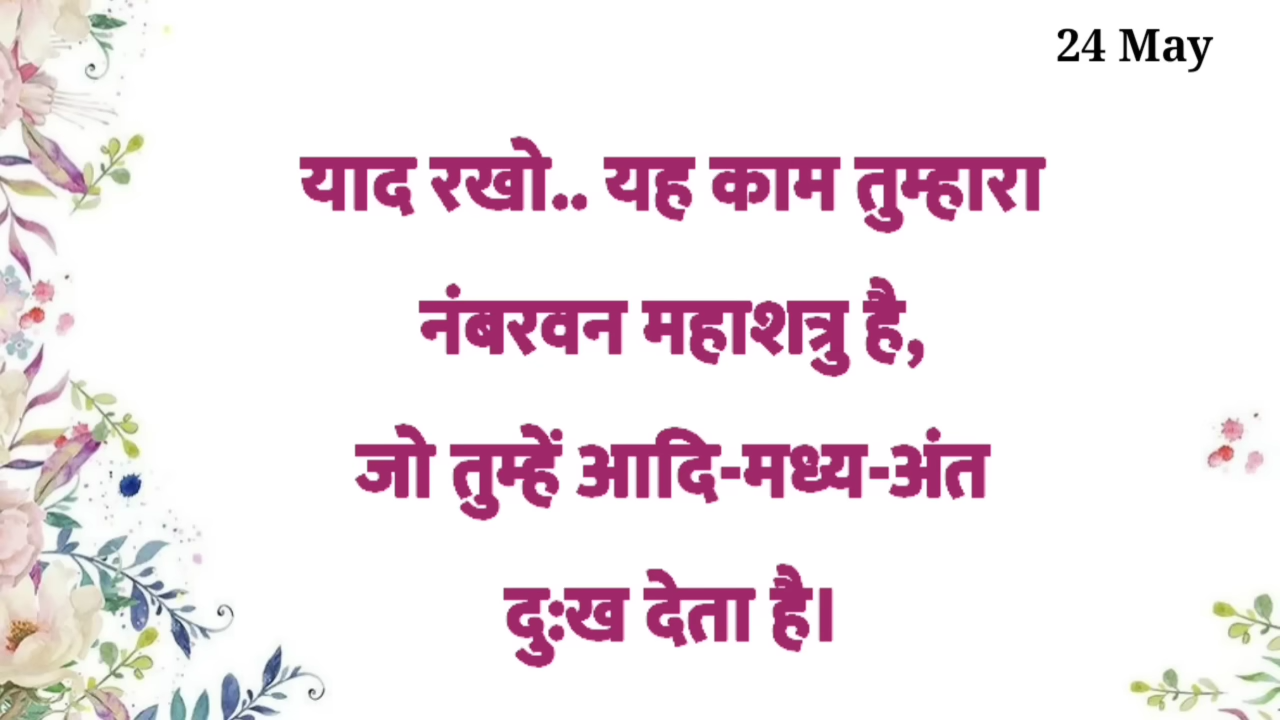 24 May
याद रखो.. यह काम तुम्हारा
नंबरवन महाशत्रु है,
जो तुम्हें आदि-मध्य-अंत
दुःख देता है।